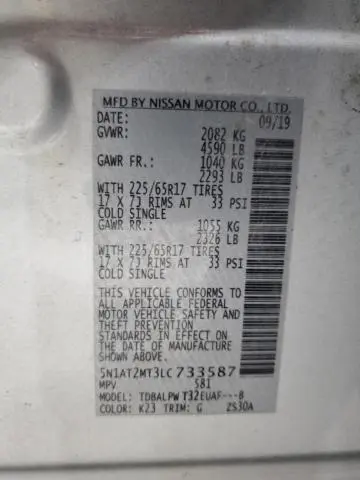 MFD BY NISSAN MOTOR CO., LTD.
DATE: 09/19
GVWR: 2082 KG
4590 LB
GAWR FR.: 1040 KG
2293 LB
WITH 225/65R17 TIRES
17 X 7J RIMS AT 33 PSI
COLD SINGLE
GAWR RR.: 1055 KG
2326 LB
WITH 225/65R17 TIRES
17 X 7J RIMS AT 33 PSI
COLD SINGLE
THIS VEHICLE CONFORMS TO
ALL APPLICABLE FEDERAL
MOTOR VEHICLE SAFETY AND
THEFT PREVENTION
STANDARDS IN EFFECT ON
THE DATE OF MANUFACTURE
SHOWN ABOVE.
5N1AT2MT3LC733587
MPV 581
MODEL: TDBALPW T32EUAF---B
COLOR: K23 TRIM: G ZS30A